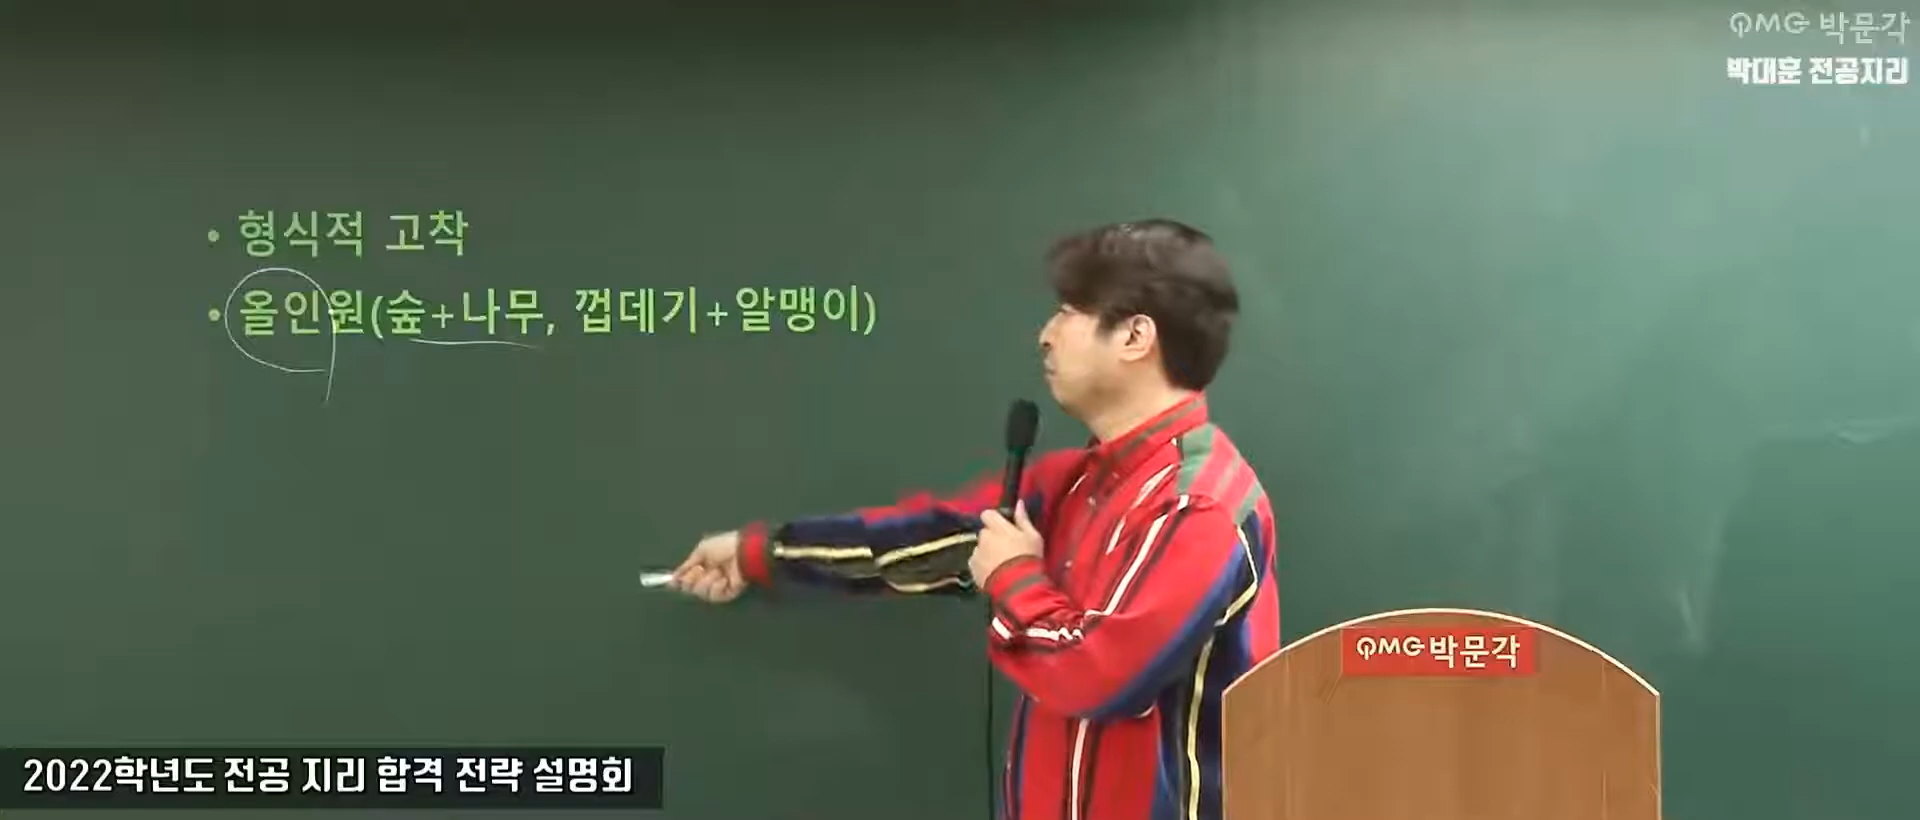 PMG 박문각
박대훈 전공지리
• 형식적 고착
• 올인원(숲+나무, 껍데기+알맹이)
PMG 박문각
2022학년도 전공 지리 합격 전략 설명회